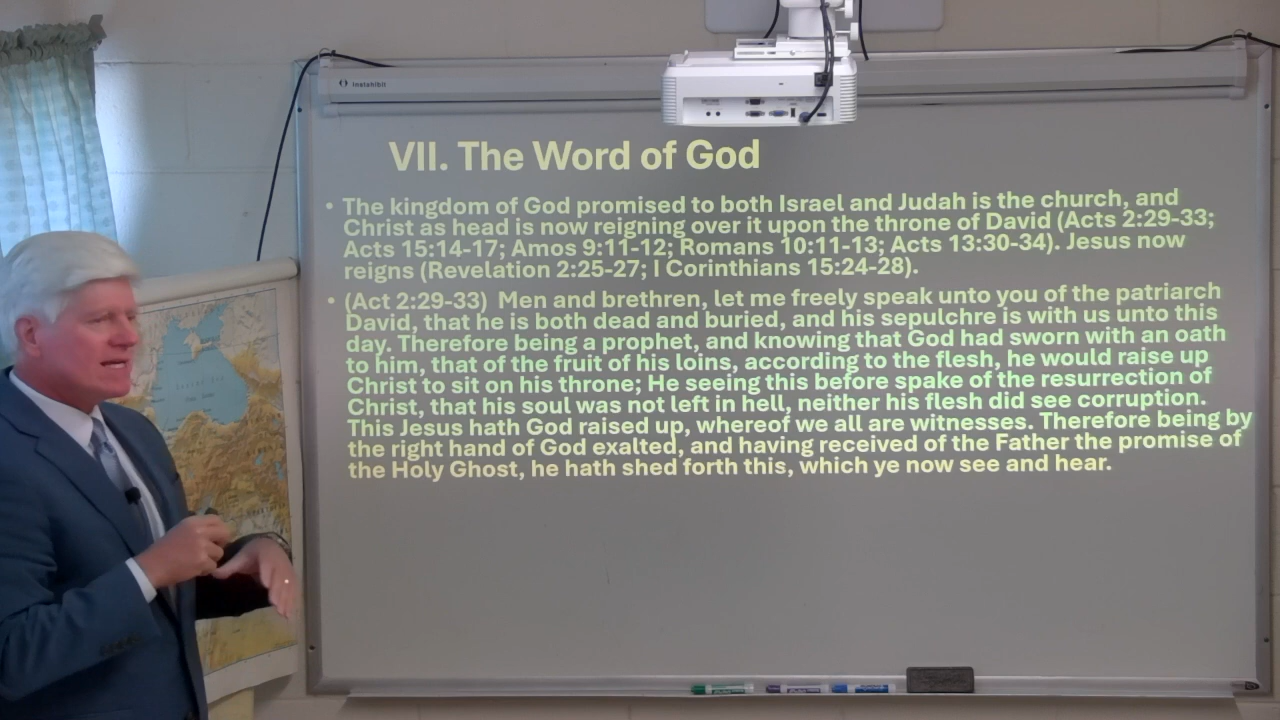 Instahibit
VII. The Word of God
• The kingdom of God promised to both Israel and Judah is the church, and
Christ as head is now reigning over it upon the throne of David (Acts 2:29-33;
Acts 15:14-17; Amos 9:11-12; Romans 10:11-13; Acts 13:30-34). Jesus now
reigns (Revelation 2:25-27; I Corinthians 15:24-28).
• (Act 2:29-33) Men and brethren, let me freely speak unto you of the patriarch
David, that he is both dead and buried, and his sepulchre is with us unto this
day. Therefore being a prophet, and knowing that God had sworn with an oath
to him, that of the fruit of his loins, according to the flesh, he would raise up
Christ to sit on his throne; He seeing this before spake of the resurrection of
Christ, that his soul was not left in hell, neither his flesh did see corruption.
This Jesus hath God raised up, whereof we all are witnesses. Therefore being by
the right hand of God exalted, and having received of the Father the promise of
the Holy Ghost, he hath shed forth this, which ye now see and hear.